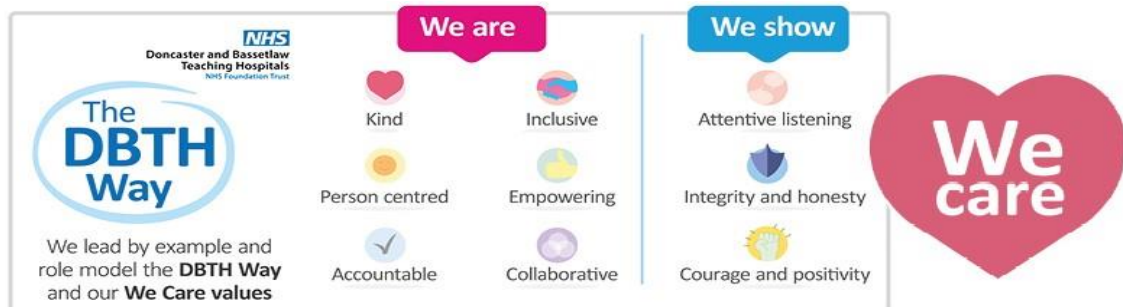 NHS
Doncaster and Bassetlaw
Teaching Hospitals
NHS Foundation Trust
The
DBTH
Way
We lead by example and
role model the DBTH Way
and our We Care values
We are
Kind
Inclusive
Person centred
Empowering
Accountable
Collaborative
We show
Attentive listening
Integrity and honesty
Courage and positivity
We
care